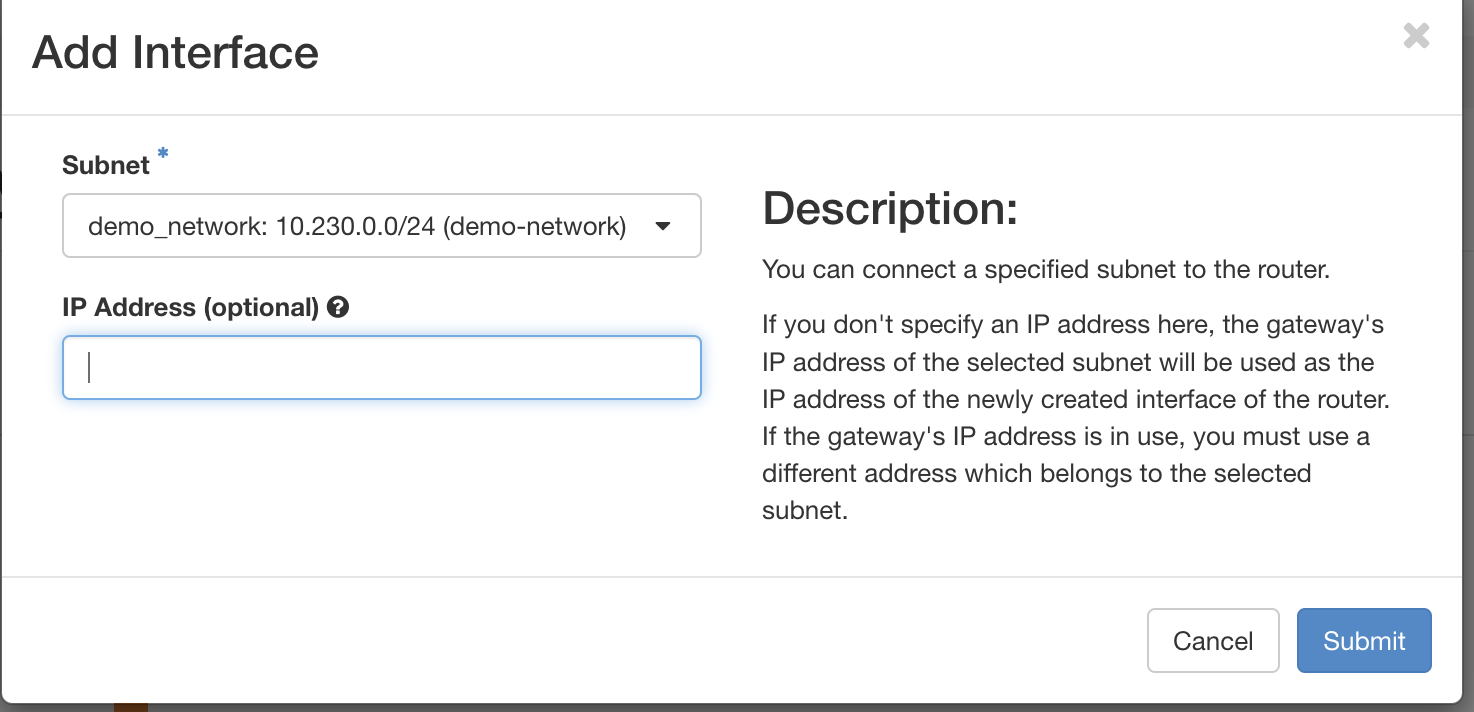 Add Interface
Subnet *
demo_network: 10.230.0.0/24 (demo-network)
IP Address (optional)
Description:
You can connect a specified subnet to the router.
If you don't specify an IP address here, the gateway's
IP address of the selected subnet will be used as the
IP address of the newly created interface of the router.
If the gateway's IP address is in use, you must use a
different address which belongs to the selected
subnet.
Cancel
Submit